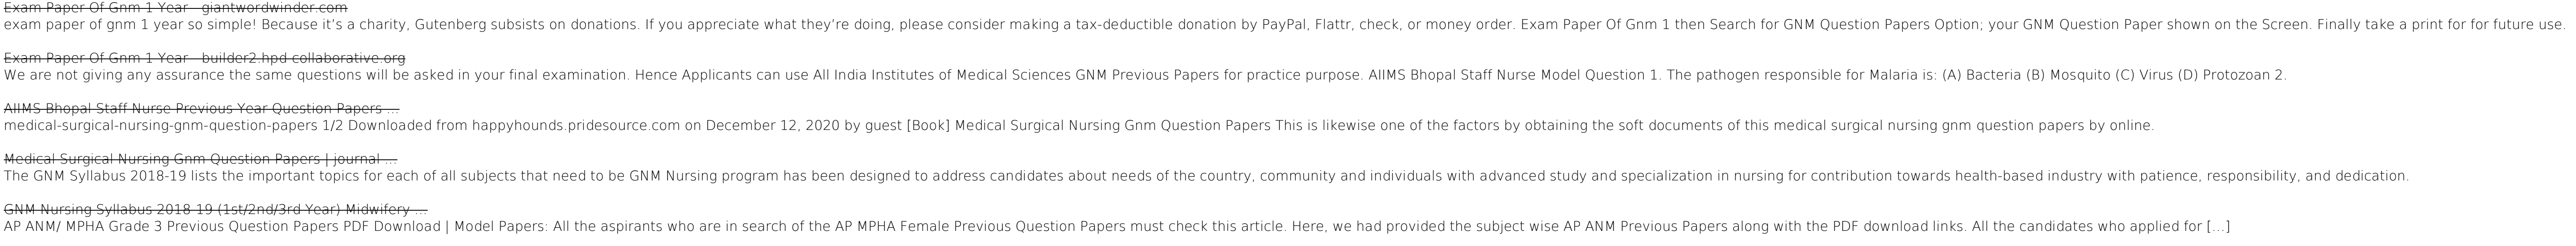 Exam Paper Of Gnm 1 Year - giantwordwinder.com
exam paper of gnm 1 year so simple! Because it's a charity, Gutenberg subsists on donations. If you appreciate what they're doing, please consider making a tax-deductible donation by PayPal, Flattr, check, or money order. Exam Paper Of Gnm 1 then Search for GNM Question Papers Option; your GNM Question Paper shown on the Screen. Finally take a print for for future use.
Exam Paper Of Gnm 1 Year - builder2.hpd-collaborative.org
We are not giving any assurance the same questions will be asked in your final examination. Hence Applicants can use All India Institutes of Medical Sciences GNM Previous Papers for practice purpose. AIIMS Bhopal Staff Nurse Model Question 1. The pathogen responsible for Malaria is: (A) Bacteria (B) Mosquito (C) Virus (D) Protozoan 2.
AIIMS Bhopal Staff Nurse Previous Year Question Papers ...
medical-surgical-nursing-gnm-question-papers 1/2 Downloaded from happyhounds.pridesource.com on December 12, 2020 by guest [Book] Medical Surgical Nursing Gnm Question Papers This is likewise one of the factors by obtaining the soft documents of this medical surgical nursing gnm question papers by online.
Medical Surgical Nursing Gnm Question Papers | journal ...
The GNM Syllabus 2018-19 lists the important topics for each of all subjects that need to be GNM Nursing program has been designed to address candidates about needs of the country, community and individuals with advanced study and specialization in nursing for contribution towards health-based industry with patience, responsibility, and dedication.
GNM Nursing Syllabus 2018-19 (1st/2nd/3rd Year) Midwifery ...
AP ANM/ MPHA Grade 3 Previous Question Papers PDF Download | Model Papers: All the aspirants who are in search of the AP MPHA Female Previous Question Papers must check this article. Here, we had provided the subject wise AP ANM Previous Papers along with the PDF download links. All the candidates who applied for [...]